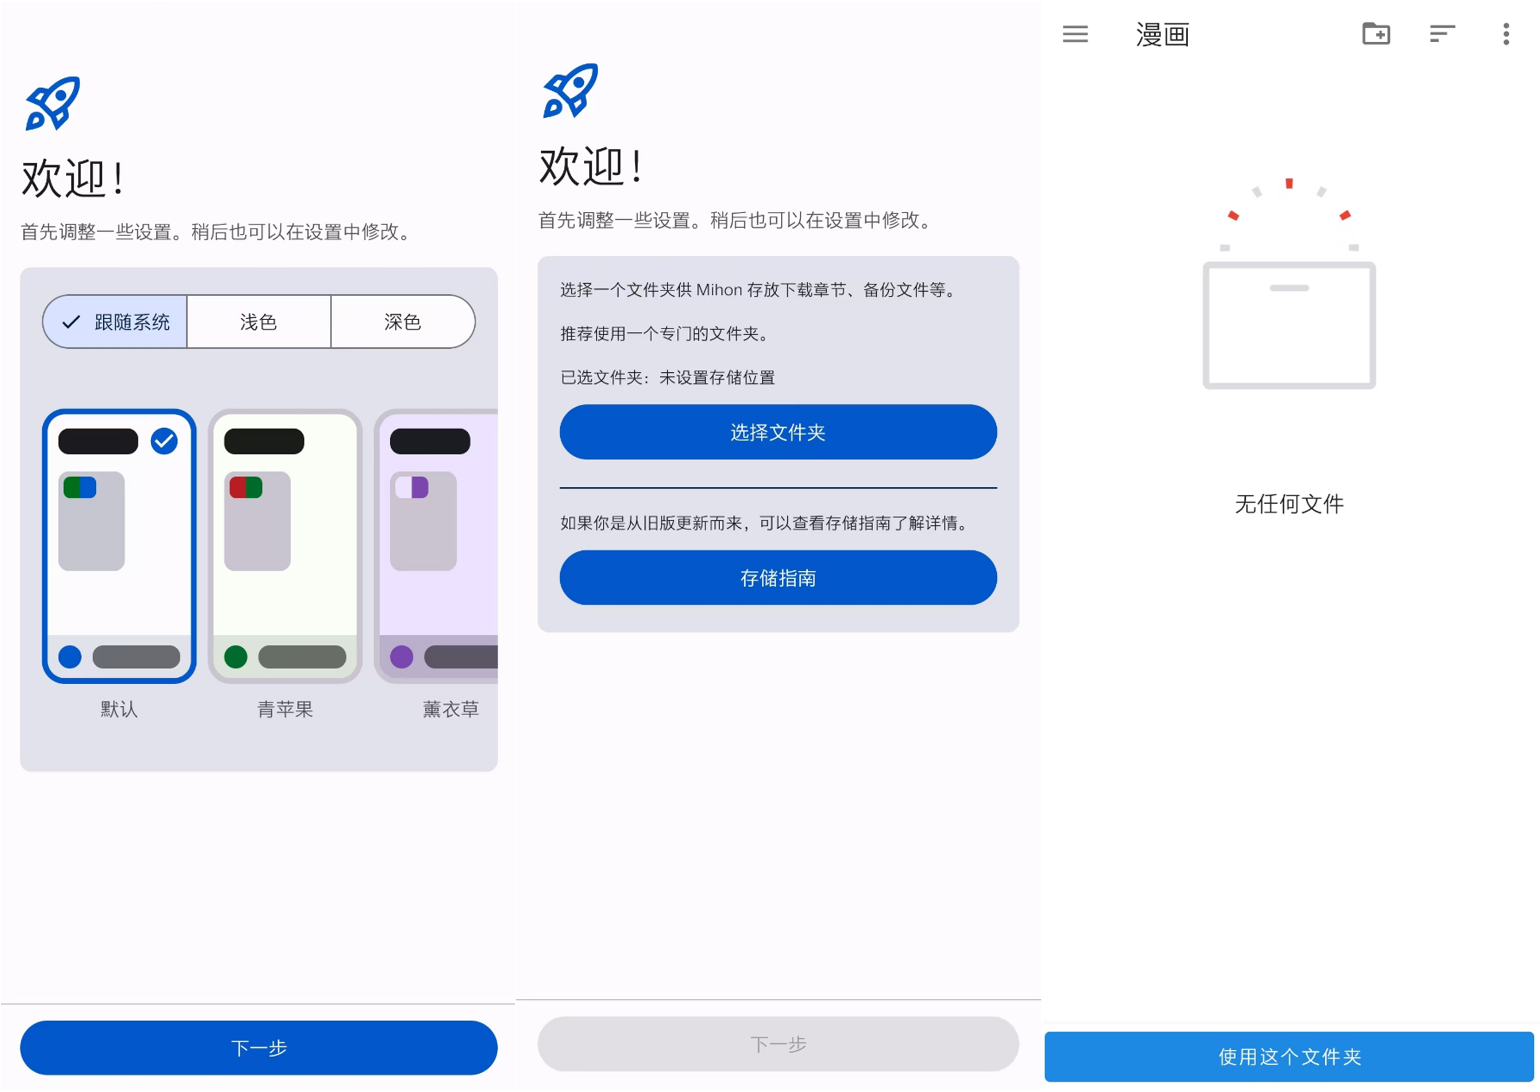 欢迎！
首先调整一些设置。稍后也可以在设置中修改。
跟随系统
浅色
深色
默认
青苹果
薰衣草
下一步
欢迎！
首先调整一些设置。稍后也可以在设置中修改。
选择一个文件夹供 Mihon 存放下载章节、备份文件等。
推荐使用一个专门的文件夹。
已选文件夹：未设置存储位置
选择文件夹
如果你是从旧版更新而来，可以查看存储指南了解详情。
存储指南
下一步
漫画
无任何文件
使用这个文件夹